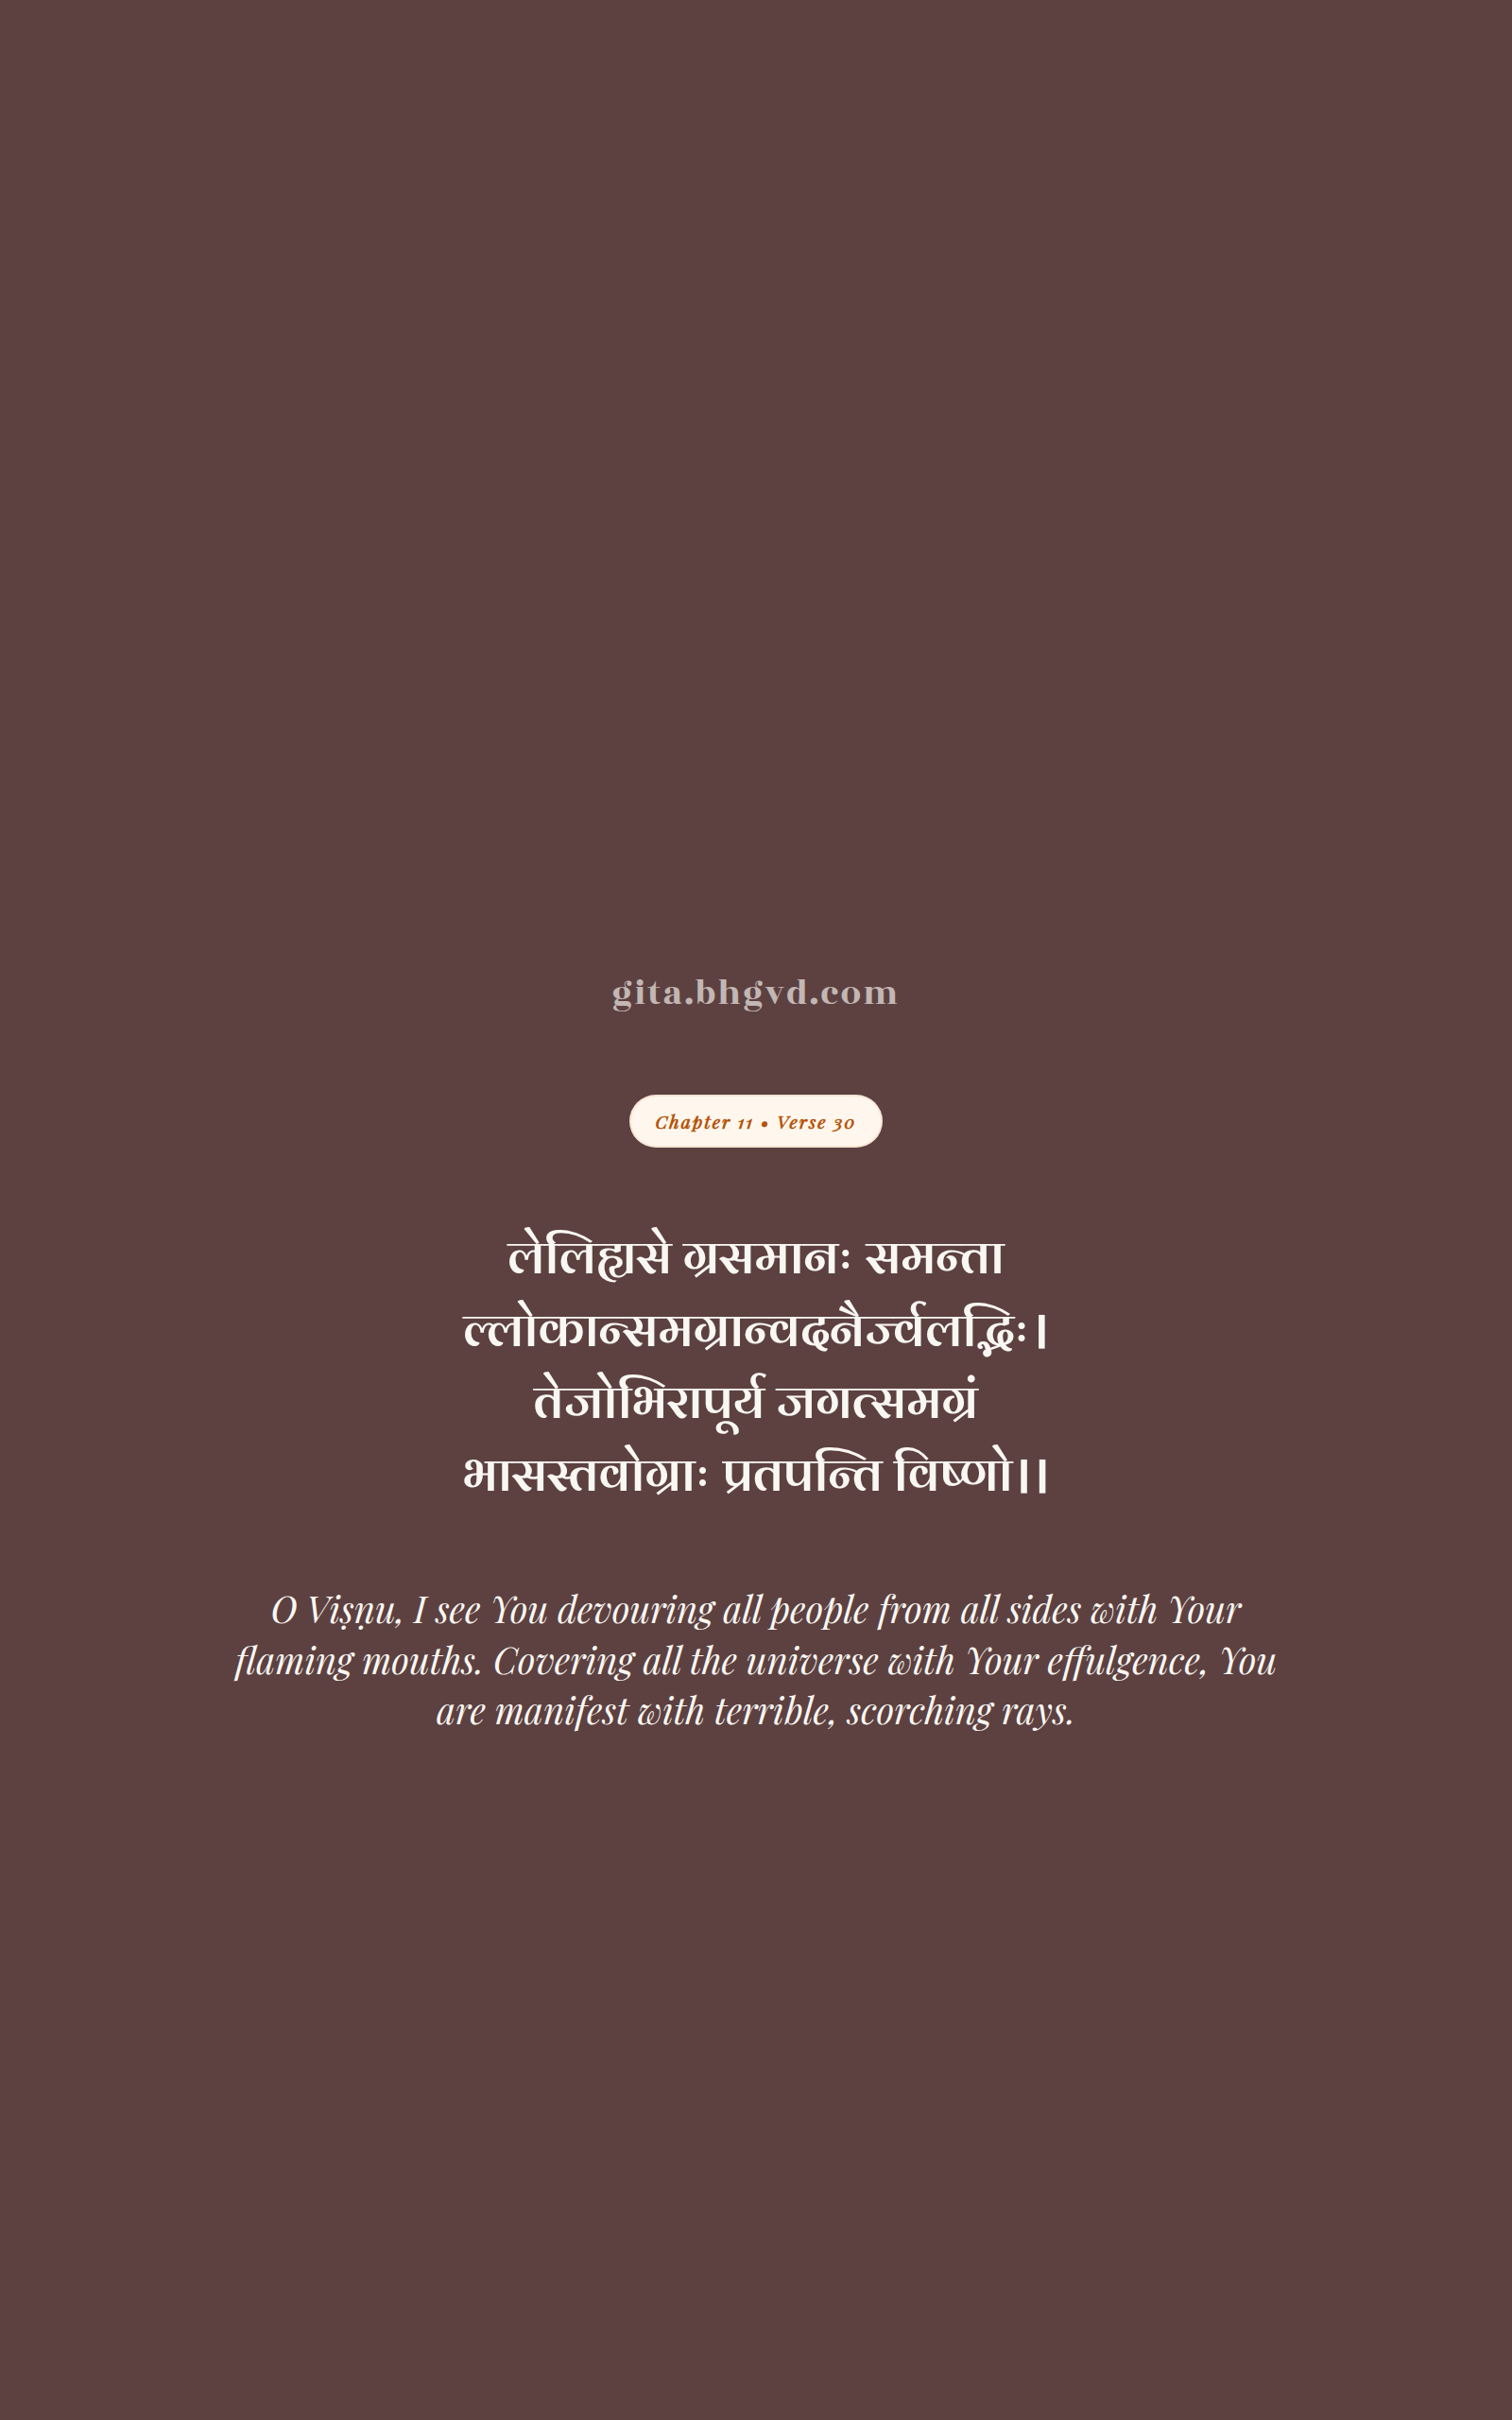 gita.bhgvd.com
Chapter 11 • Verse 30
लेलिह्यसे ग्रसमानः समन्ता
ल्लोकान्समग्रान्वदनैर्ज्वलद्भिः।
तेजोभिरापूर्य जगत्समग्रं
भासस्तवोग्राः प्रतपन्ति विष्णो।।
O Viṣṇu, I see You devouring all people from all sides with Your
flaming mouths. Covering all the universe with Your effulgence, You
are manifest with terrible, scorching rays.